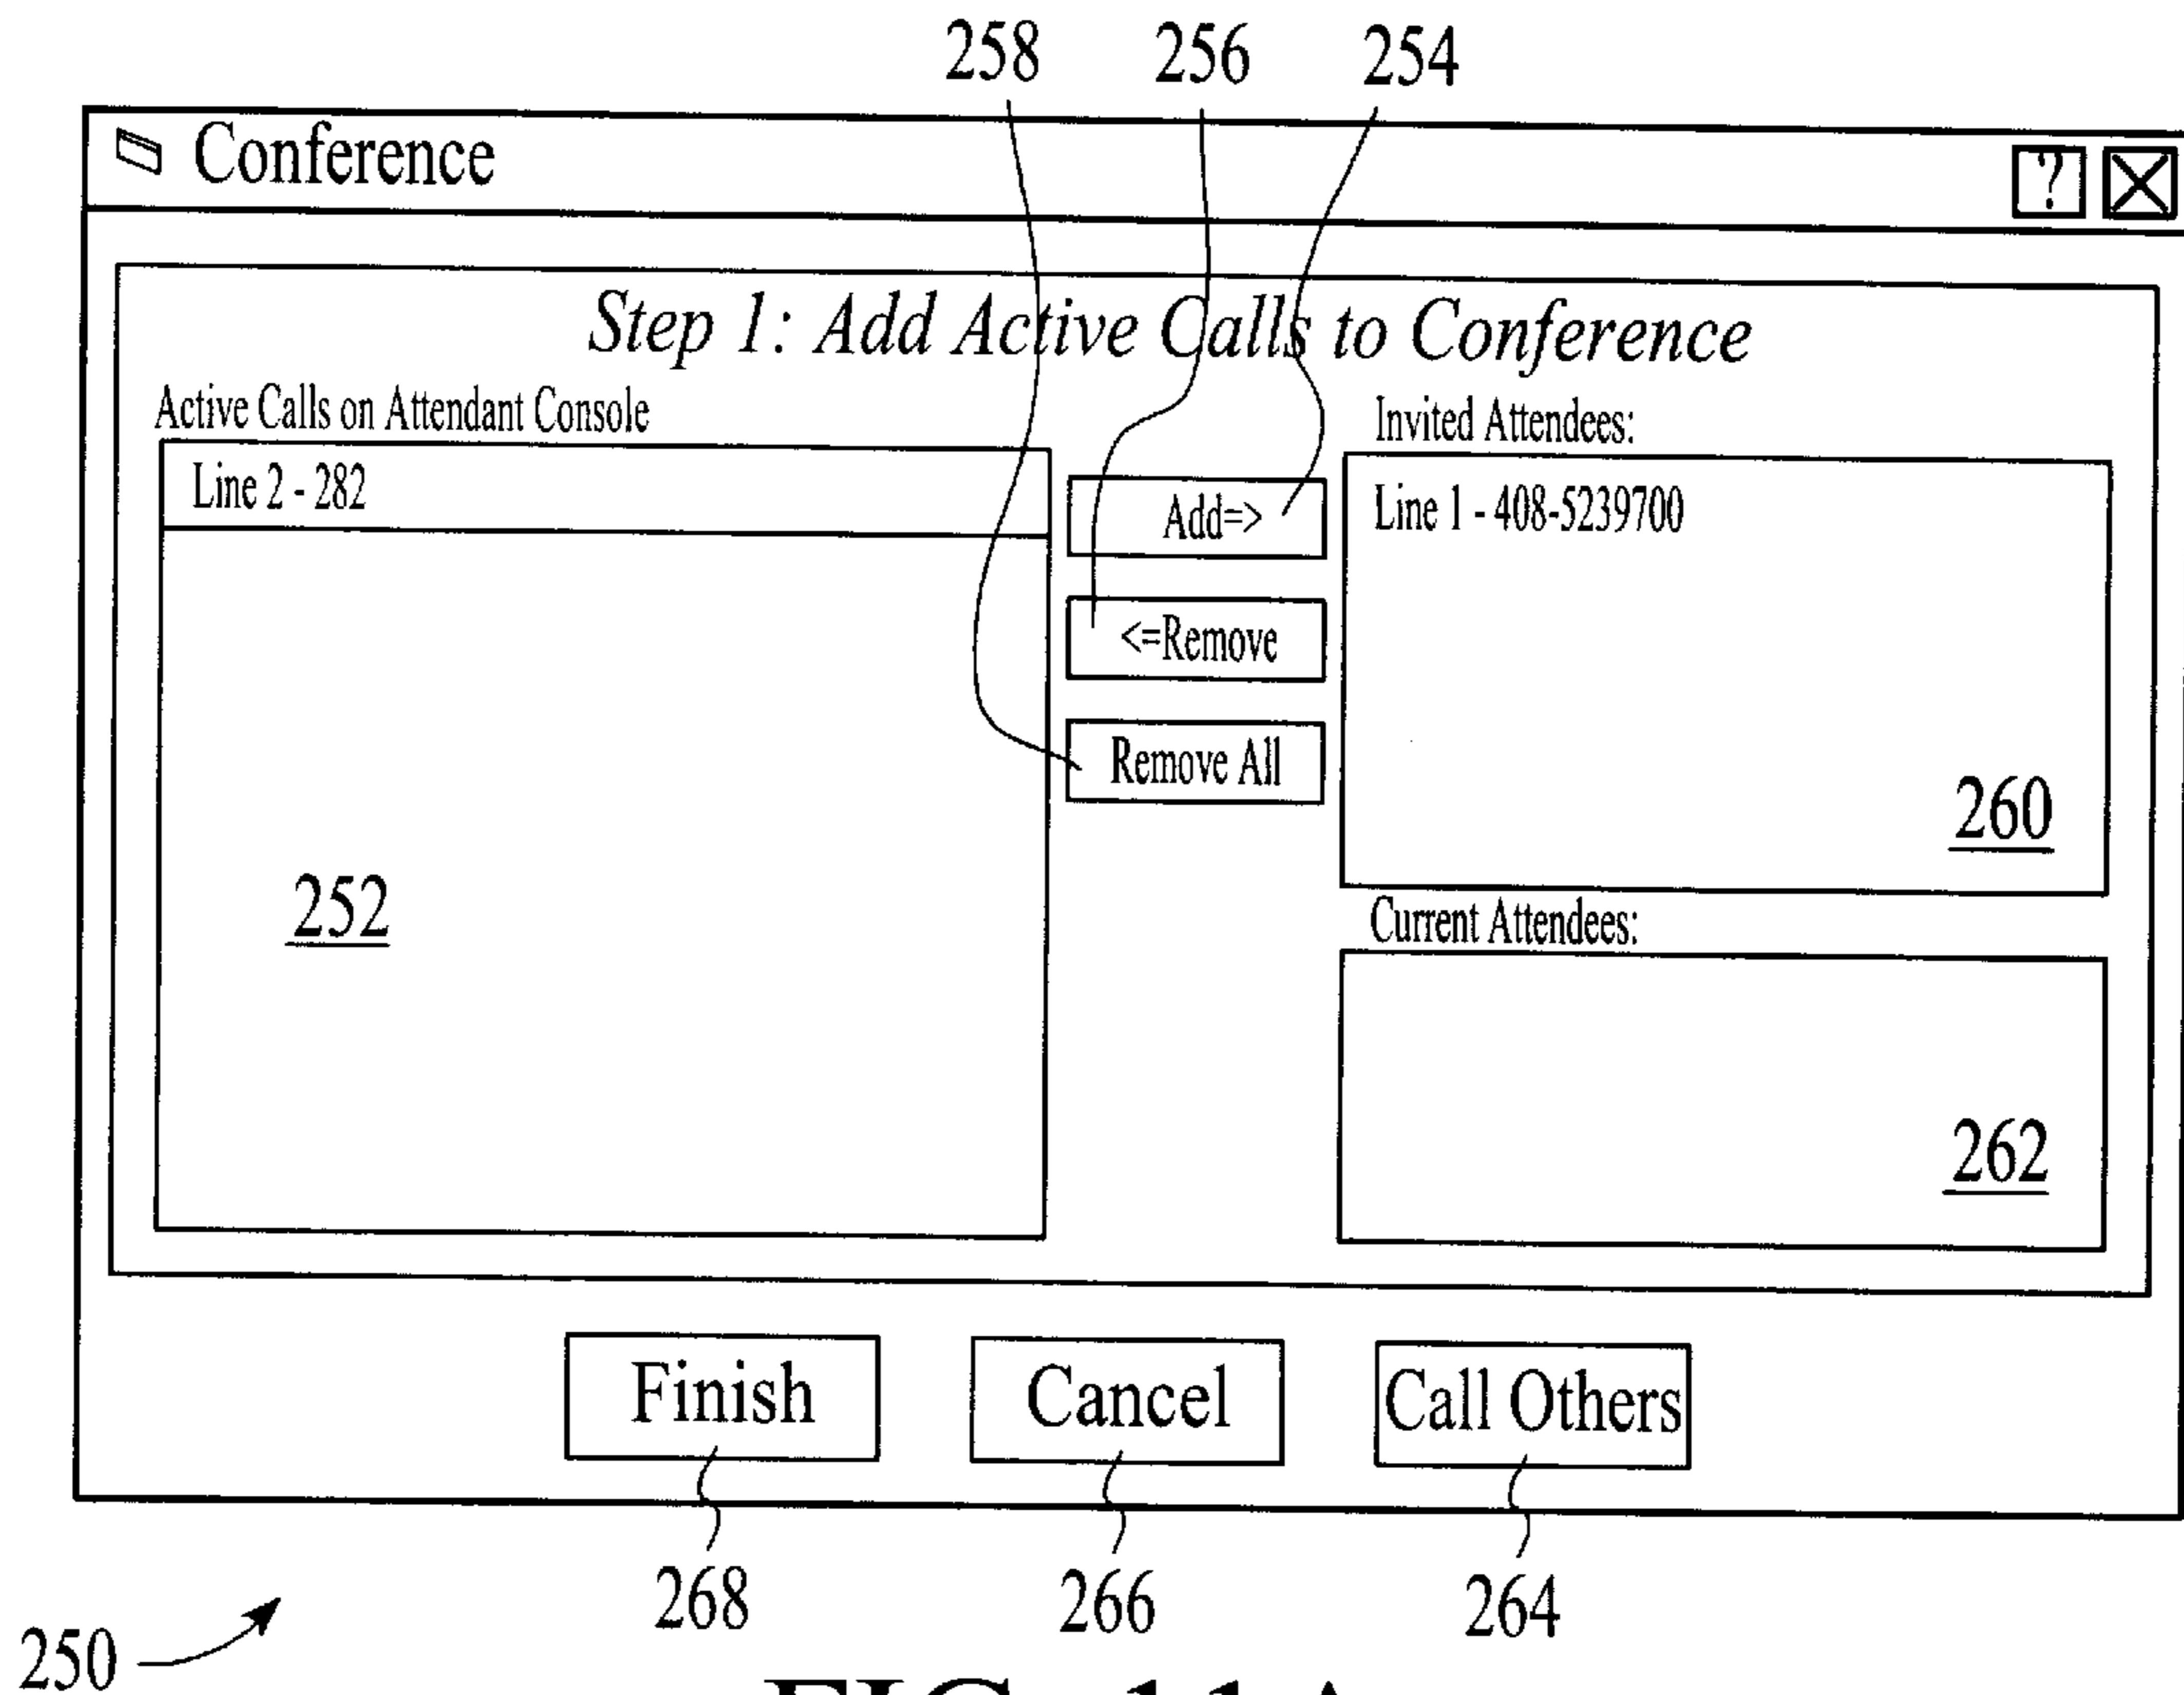 258 256 254
Conference ?
Step 1: Add Active Calls to Conference
Active Calls on Attendant Console
Invited Attendees:
Line 2 - 282
Add=>
Line 1 - 408-5239700
<=Remove
Remove All
260
252
Current Attendees:
262
Finish Cancel Call Others
268 266 264
250